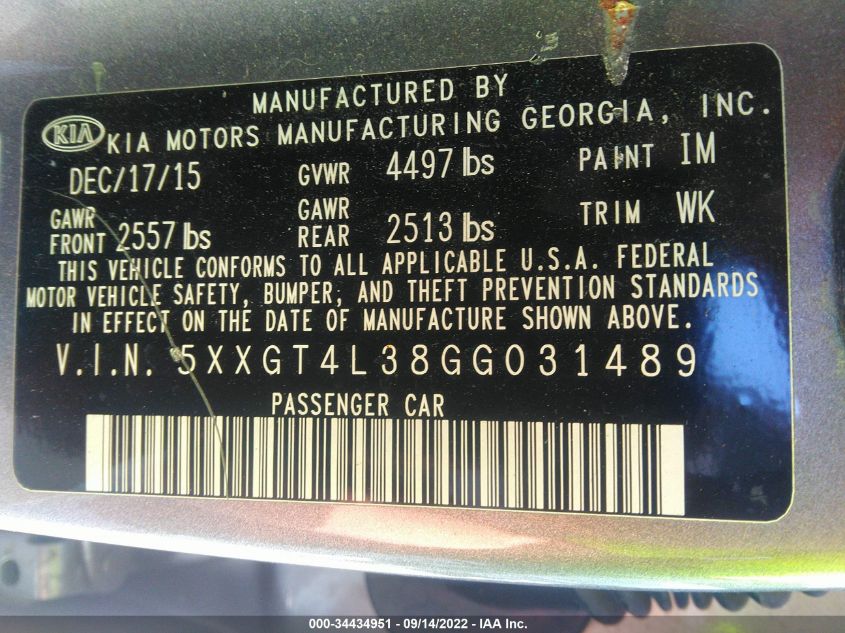 MANUFACTURED BY
KIA KIA MOTORS MANUFACTURING GEORGIA, INC.
DEC/17/15 GVWR 4497 lbs PAINT IM
GAWR FRONT 2557 lbs GAWR REAR 2513 lbs TRIM WK
THIS VEHICLE CONFORMS TO ALL APPLICABLE U.S.A. FEDERAL
MOTOR VEHICLE SAFETY, BUMPER, AND THEFT PREVENTION STANDARDS
IN EFFECT ON THE DATE OF MANUFACTURE SHOWN ABOVE.
V.I.N. 5XXGT4L38GG031489
PASSENGER CAR
000-34434951 - 09/14/2022 - IAA Inc.